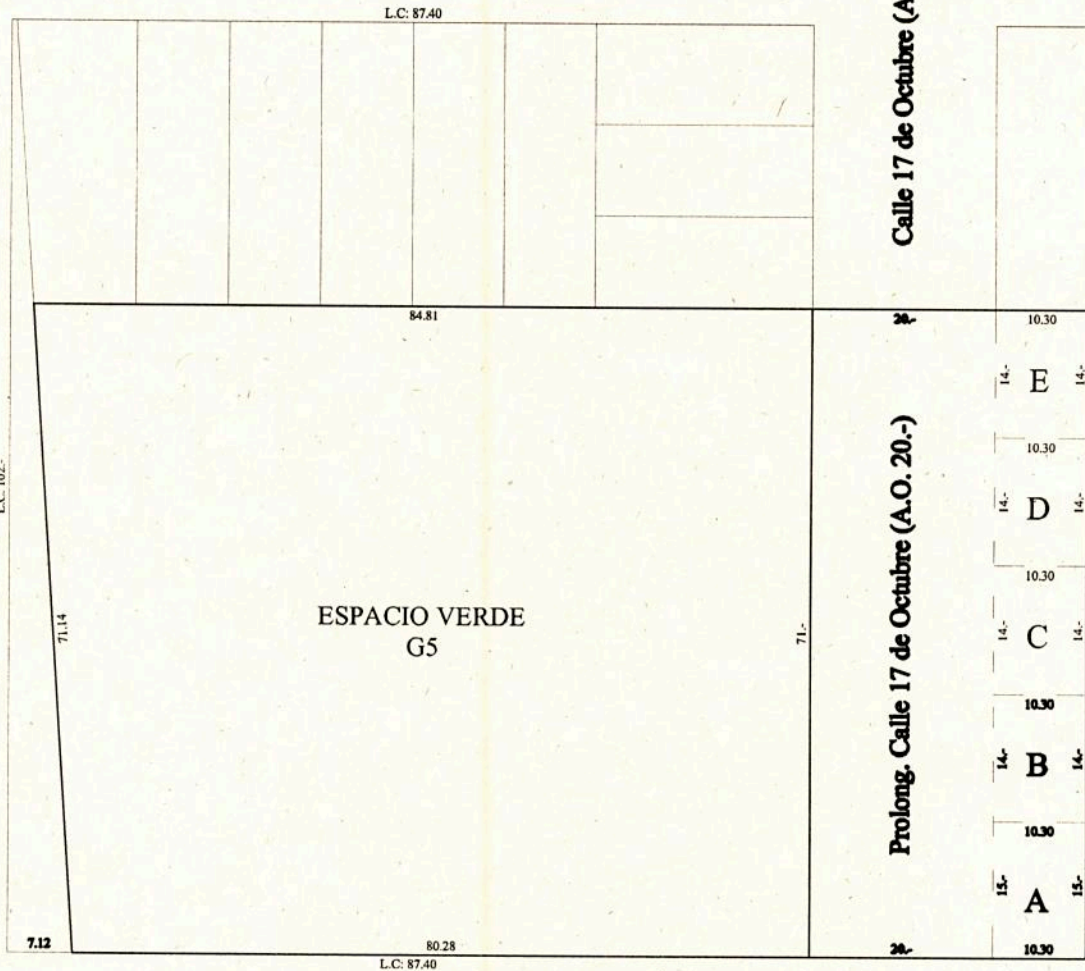 L.C: 87.40
Calle 17 de Octubre (A
84.81
20.-
10.30
14.-
E
14.-
10.30
14.-
D
14.-
10.30
Prolong. Calle 17 de Octubre (A.O. 20.-)
71.14
ESPACIO VERDE
G5
71.-
14.-
C
14.-
10.30
14.-
B
14.-
10.30
15.-
A
15.-
7.12
80.28
20.-
10.30
L.C: 87.40